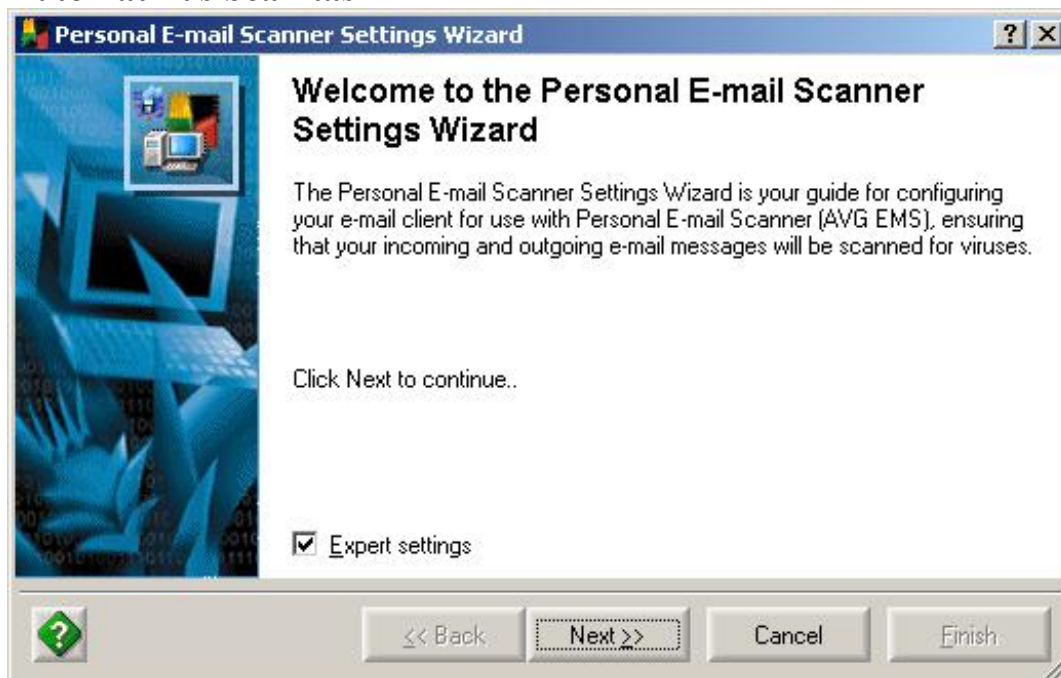 Personal E-mail Scanner Settings Wizard
Welcome to the Personal E-mail Scanner
Settings Wizard
The Personal E-mail Scanner Settings Wizard is your guide for configuring
your e-mail client for use with Personal E-mail Scanner (AVG EMS), ensuring
that your incoming and outgoing e-mail messages will be scanned for viruses.
Click Next to continue..
Expert settings
<< Back
Next >>
Cancel
Finish